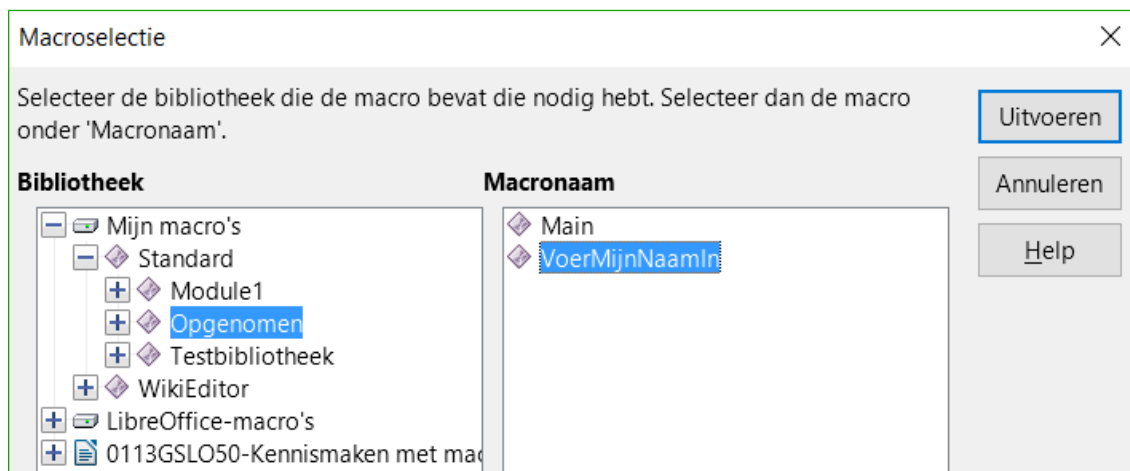 Macroselectie
Selecteer de bibliotheek die de macro bevat die nodig hebt. Selecteer dan de macro
onder 'Macronaam'.
Uitvoeren
Annuleren
Help
Bibliotheek
Mijn macro's
Standard
Module1
Opgenomen
Testbibliotheek
WikiEditor
LibreOffice-macro's
0113GSLO50-Kennismaken met mac
Macronaam
Main
VoerMijnNaamIn